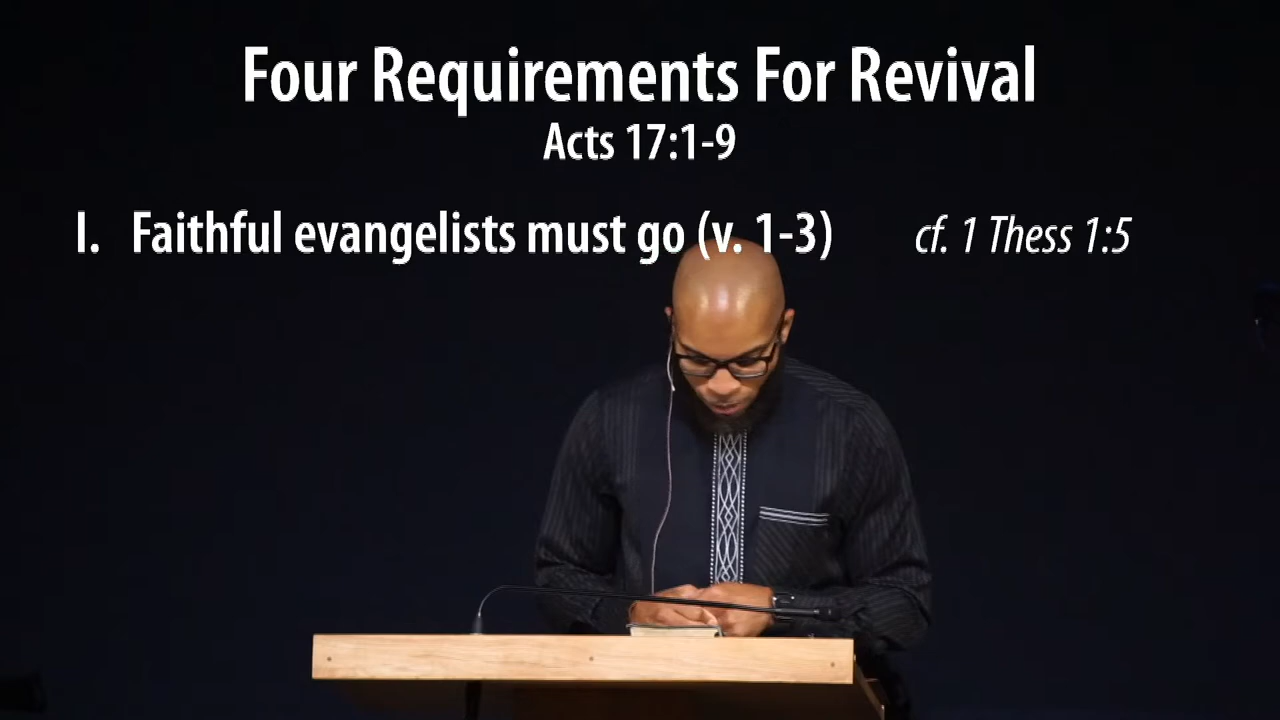 Four Requirements For Revival
Acts 17:1-9
I. Faithful evangelists must go (v. 1-3) cf. 1 Thess 1:5